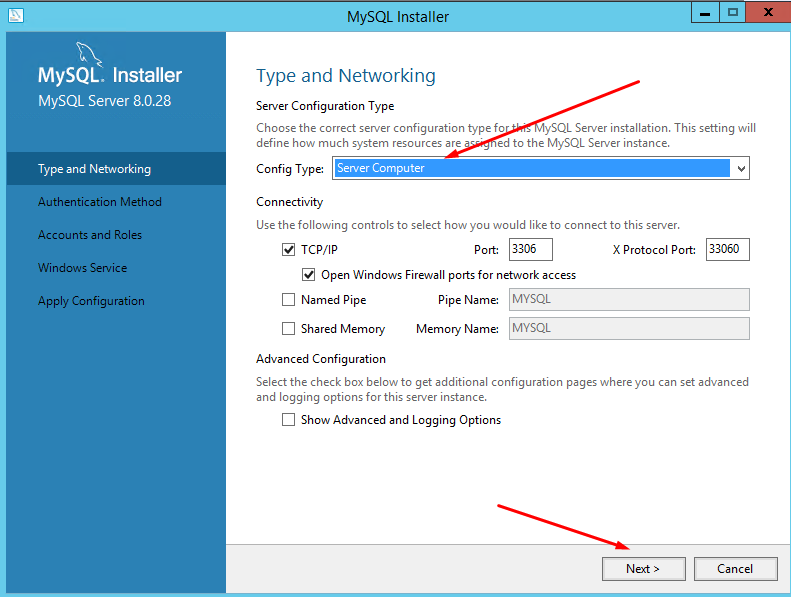 MySQL Installer
MySQL. Installer
MySQL Server 8.0.28
Type and Networking
Authentication Method
Accounts and Roles
Windows Service
Apply Configuration
Type and Networking
Server Configuration Type
Choose the correct server configuration type for this MySQL Server installation. This setting will
define how much system resources are assigned to the MySQL Server instance.
Config Type: Server Computer
Connectivity
Use the following controls to select how you would like to connect to this server.
TCP/IP Port: 3306 X Protocol Port: 33060
Open Windows Firewall ports for network access
Named Pipe Pipe Name: MYSQL
Shared Memory Memory Name: MYSQL
Advanced Configuration
Select the check box below to get additional configuration pages where you can set advanced
and logging options for this server instance.
Show Advanced and Logging Options
Next > Cancel